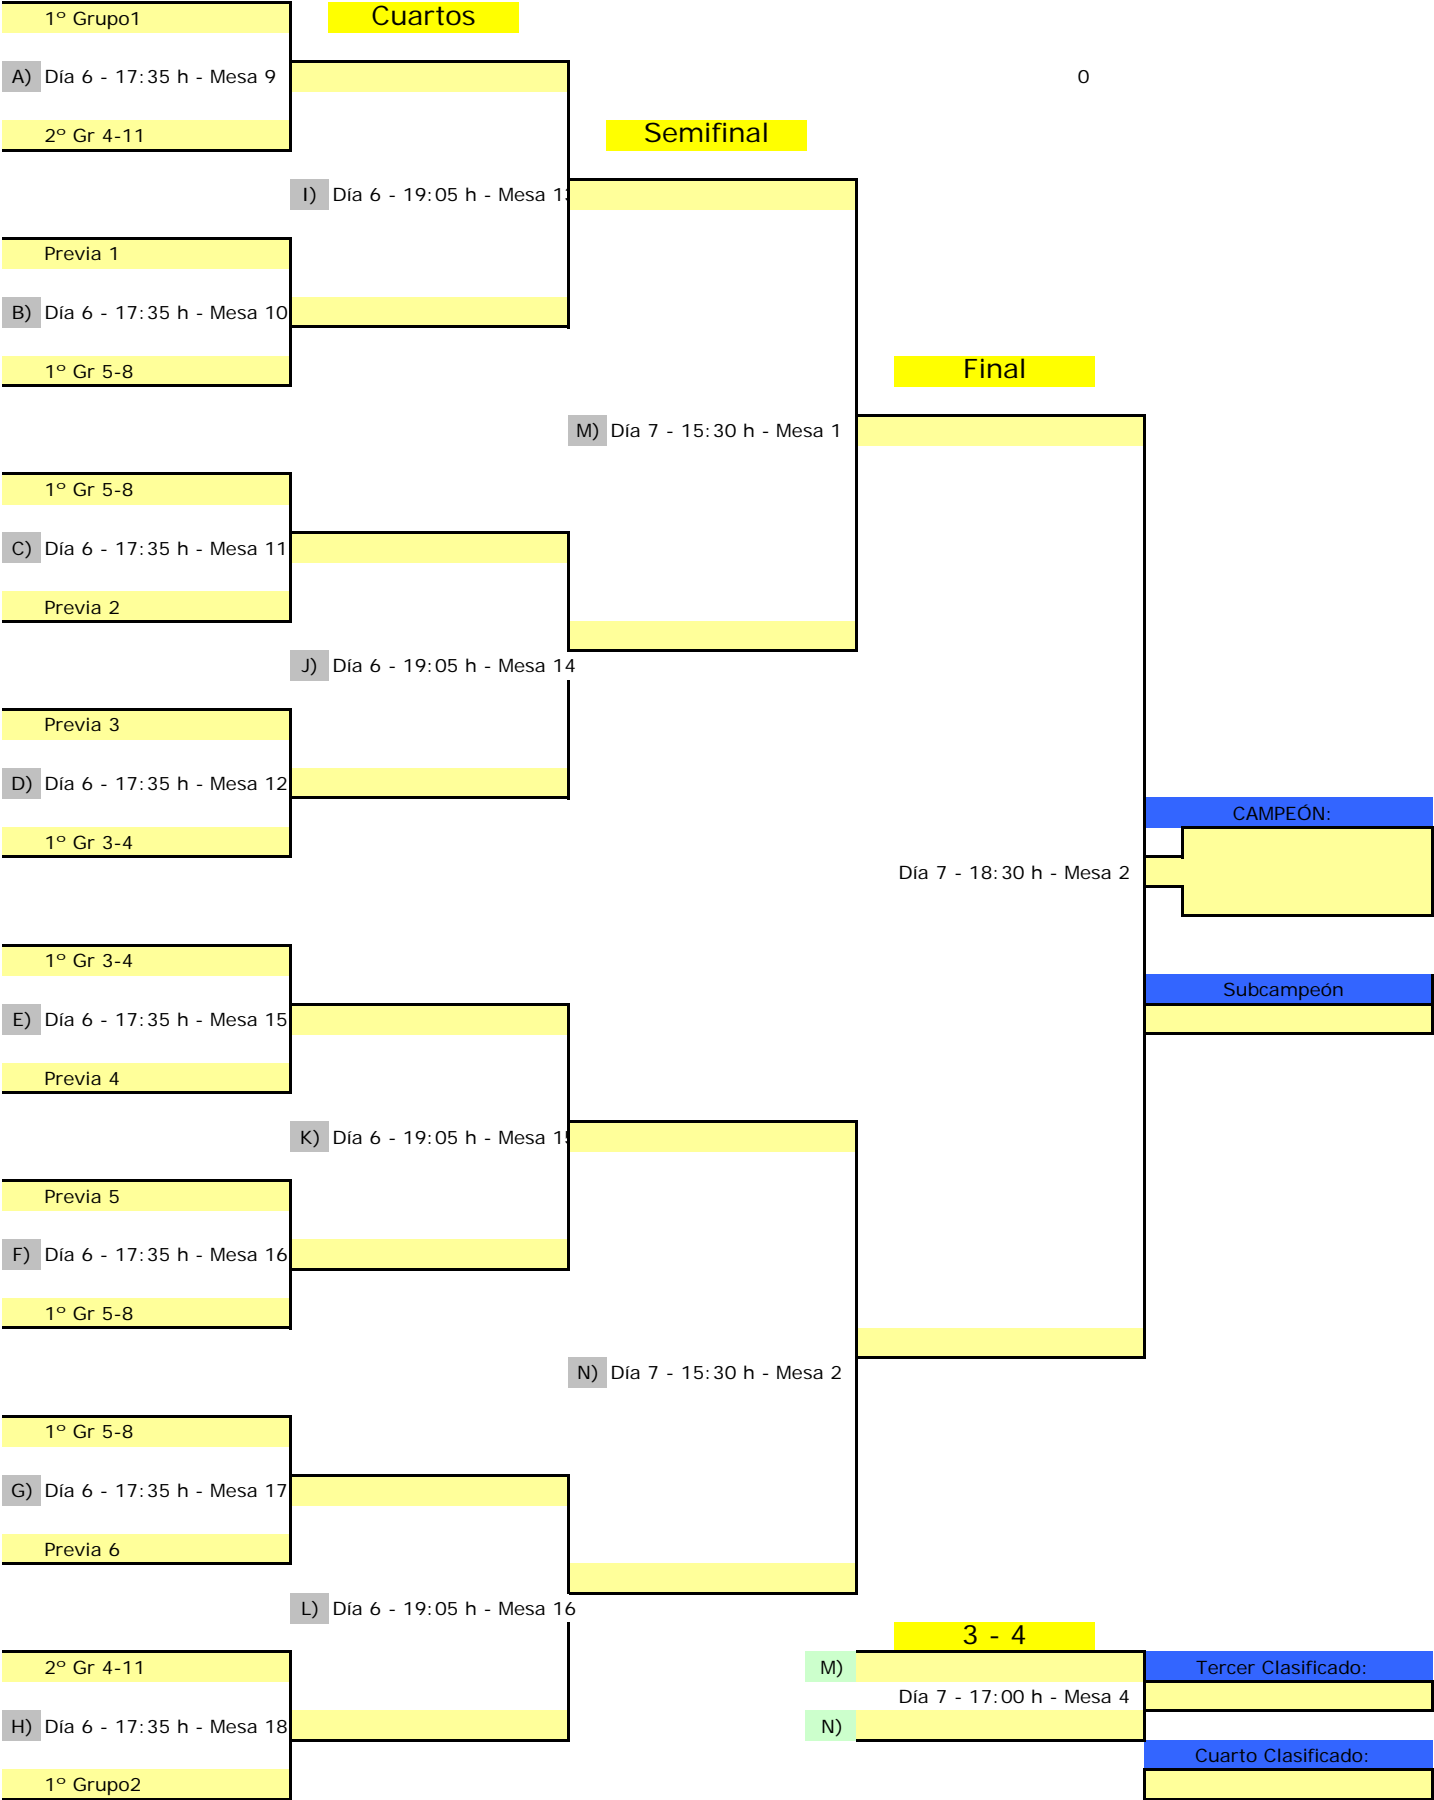 1º Grupo1
Cuartos
A) Día 6 - 17:35 h - Mesa 9
0
2º Gr 4-11
Semifinal
I) Día 6 - 19:05 h - Mesa 13
Previa 1
B) Día 6 - 17:35 h - Mesa 10
1º Gr 5-8
Final
M) Día 7 - 15:30 h - Mesa 1
1º Gr 5-8
C) Día 6 - 17:35 h - Mesa 11
Previa 2
J) Día 6 - 19:05 h - Mesa 14
Previa 3
D) Día 6 - 17:35 h - Mesa 12
CAMPEÓN:
1º Gr 3-4
Día 7 - 18:30 h - Mesa 2
1º Gr 3-4
Subcampeón
E) Día 6 - 17:35 h - Mesa 15
Previa 4
K) Día 6 - 19:05 h - Mesa 15
Previa 5
F) Día 6 - 17:35 h - Mesa 16
1º Gr 5-8
N) Día 7 - 15:30 h - Mesa 2
1º Gr 5-8
G) Día 6 - 17:35 h - Mesa 17
Previa 6
L) Día 6 - 19:05 h - Mesa 16
3 - 4
2º Gr 4-11
M)
Tercer Clasificado:
Día 7 - 17:00 h - Mesa 4
H) Día 6 - 17:35 h - Mesa 18
N)
Cuarto Clasificado:
1º Grupo2